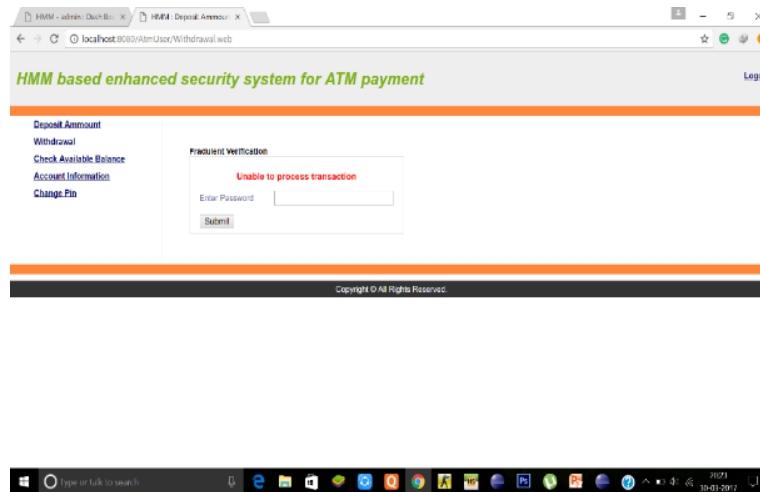 HMM - admin : Dashboa
HMM : Deposit Ammoun
localhost:8080/AtmUser/Withdrawal.web
HMM based enhanced security system for ATM payment
Log
Deposit Ammount
Withdrawal
Check Available Balance
Account Information
Change Pin
Fradulent Verification
Unable to process transaction
Enter Password
Submit
Copyright © All Rights Reserved.
Type or talk to search
30-03-2017